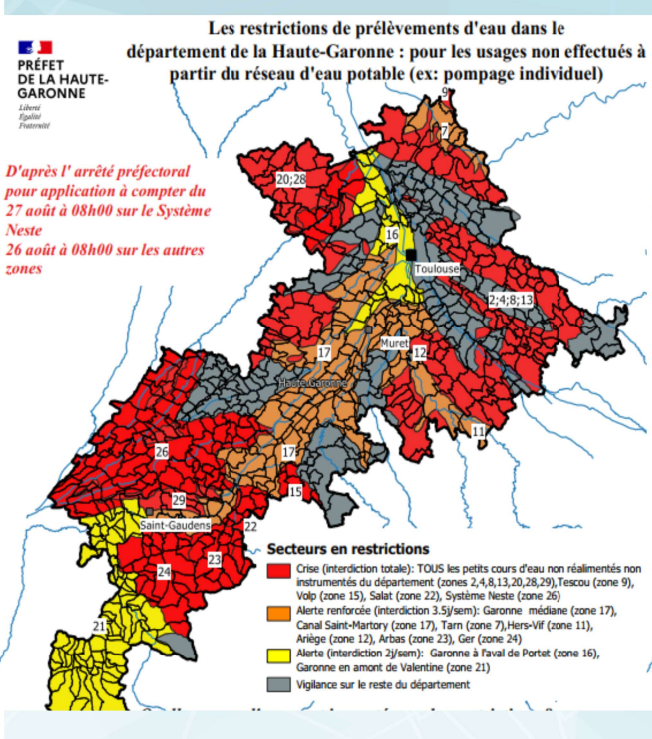 Les restrictions de prélèvements d'eau dans le
département de la Haute-Garonne : pour les usages non effectués à
partir du réseau d'eau potable (ex: pompage individuel)
PRÉFET
DE LA HAUTE-
GARONNE
Liberté
Égalité
Fraternité
D'après l' arrêté préfectoral
pour application à compter du
27 août à 08h00 sur le Système
Neste
26 août à 08h00 sur les autres
zones
9
7
20;28
16
Toulouse
2;4;8;13
Muret
17
12
Haute-Garonne
11
26
17
15
29
Saint-Gaudens
22
23
24
21
Secteurs en restrictions
Crise (interdiction totale): TOUS les petits cours d'eau non réalimentés non
instrumentés du département (zones 2,4,8,13,20,28,29),Tescou (zone 9),
Volp (zone 15), Salat (zone 22), Système Neste (zone 26)
Alerte renforcée (interdiction 3.5j/sem): Garonne médiane (zone 17),
Canal Saint-Martory (zone 17), Tarn (zone 7),Hers-Vif (zone 11),
Ariège (zone 12), Arbas (zone 23), Ger (zone 24)
Alerte (interdiction 2j/sem): Garonne à l'aval de Portet (zone 16),
Garonne en amont de Valentine (zone 21)
Vigilance sur le reste du département